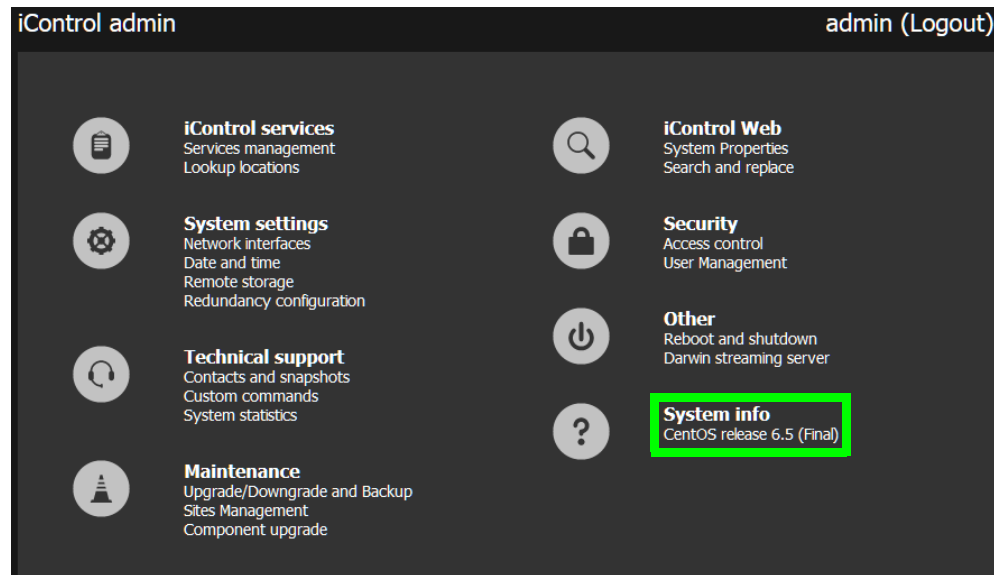 iControl admin
admin (Logout)
iControl services
Services management
Lookup locations
System settings
Network interfaces
Date and time
Remote storage
Redundancy configuration
Technical support
Contacts and snapshots
Custom commands
System statistics
Maintenance
Upgrade/Downgrade and Backup
Sites Management
Component upgrade
iControl Web
System Properties
Search and replace
Security
Access control
User Management
Other
Reboot and shutdown
Darwin streaming server
?
System info
CentOS release 6.5 (Final)